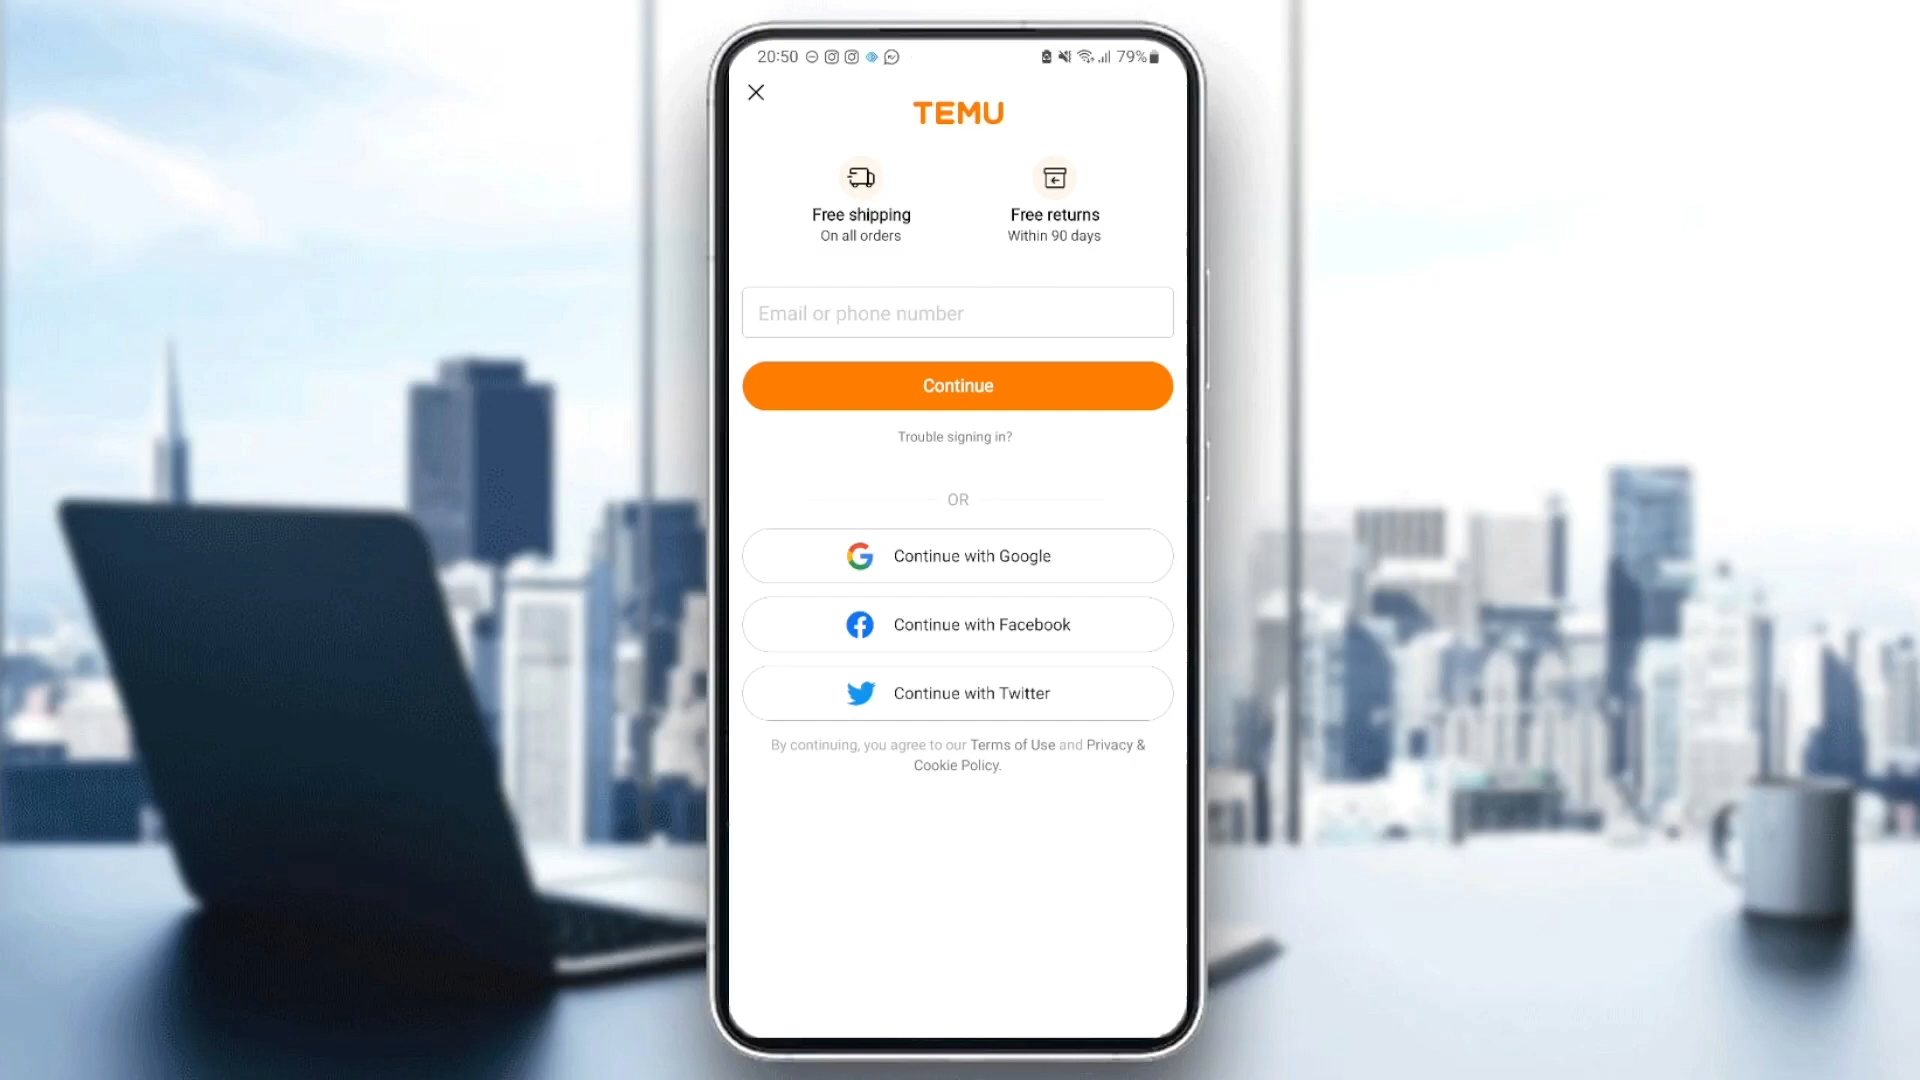 20:50
79%
TEMU
Free shipping
On all orders
Free returns
Within 90 days
Email or phone number
Continue
Trouble signing in?
OR
Continue with Google
Continue with Facebook
Continue with Twitter
By continuing, you agree to our Terms of Use and Privacy &
Cookie Policy.